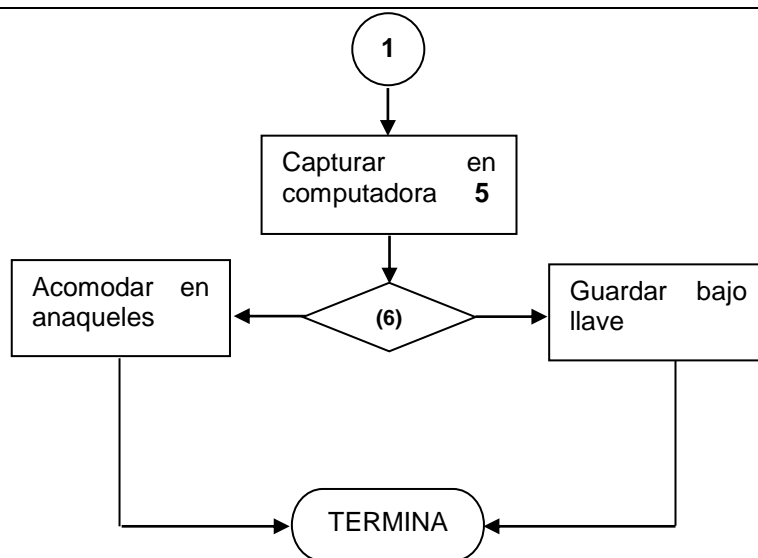 1
Capturar en
computadora 5
Acomodar en
anaqueles
(6)
Guardar bajo
llave
TERMINA